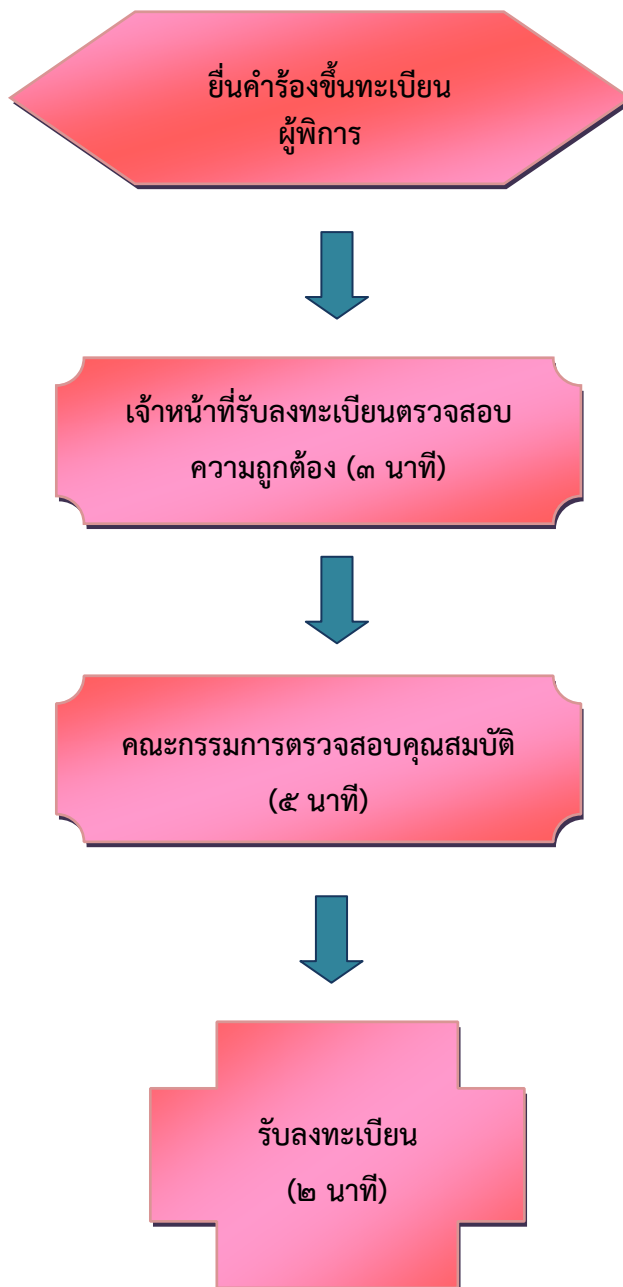 ยื่นคำร้องขึ้นทะเบียน
ผู้พิการ
เจ้าหน้าที่รับลงทะเบียนตรวจสอบ
ความถูกต้อง (๓ นาที)
คณะกรรมการตรวจสอบคุณสมบัติ
(๕ นาที)
รับลงทะเบียน
(๒ นาที)